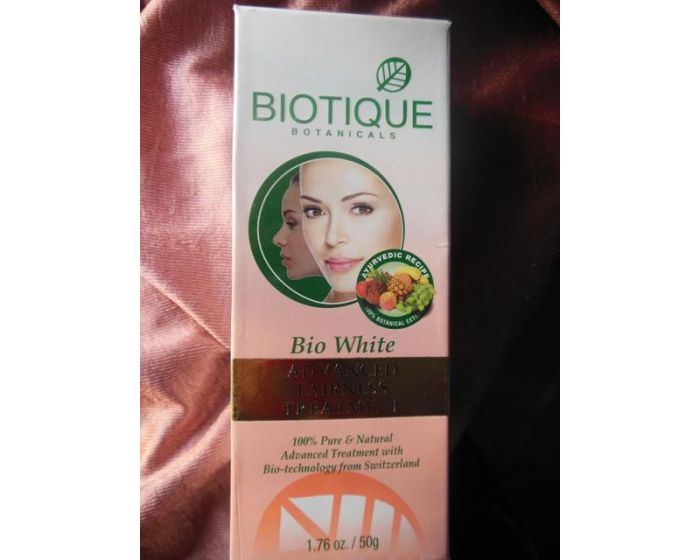 BIOTIQUE
BOTANICALS
AYURVEDIC RECIPE
100% BOTANICAL EXT
Bio White
ADVANCED
FAIRNESS
TREATMENT
100% Pure & Natural
Advanced Treatment with
Bio-technology from Switzerland
1.76 oz. / 50g